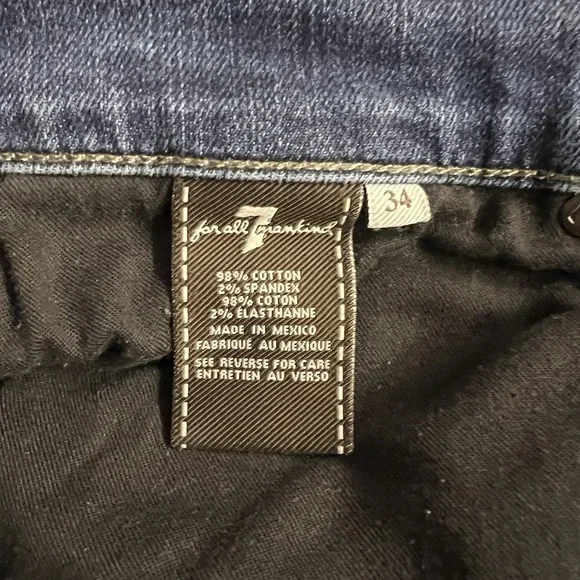 7
for all mankind
34
98% COTTON
2% SPANDEX
98% COTON
2% ÉLASTHANNE
MADE IN MEXICO
FABRIQUÉ AU MEXIQUE
SEE REVERSE FOR CARE
ENTRETIEN AU VERSO